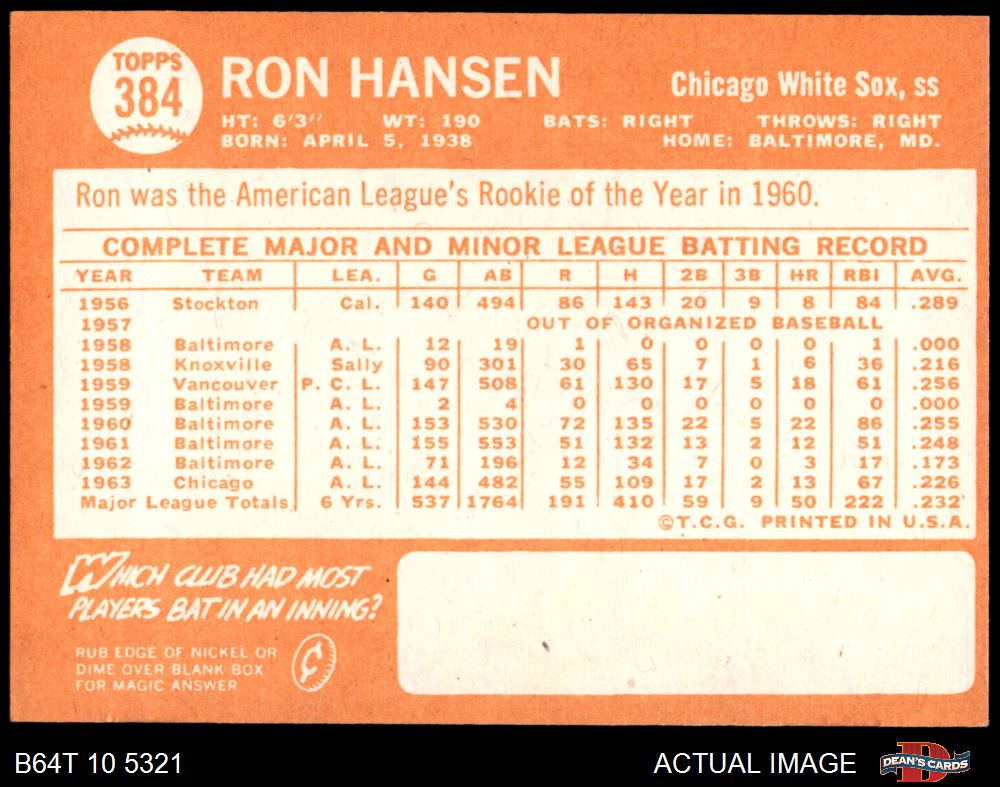 TOPPS
384
RON HANSEN
Chicago White Sox, ss
HT: 6'3" WT: 190 BATS: RIGHT THROWS: RIGHT
BORN: APRIL 5, 1938 HOME: BALTIMORE, MD.
Ron was the American League's Rookie of the Year in 1960.
COMPLETE MAJOR AND MINOR LEAGUE BATTING RECORD
YEAR TEAM LEA. G AB R H 2B 3B HR RBI AVG.
1956 Stockton Cal. 140 494 86 143 20 9 8 84 .289
1957 OUT OF ORGANIZED BASEBALL
1958 Baltimore A. L. 12 19 1 0 0 0 0 1 .000
1958 Knoxville Sally 90 301 30 65 7 1 6 36 .216
1959 Vancouver P. C. L. 147 508 61 130 17 5 18 61 .256
1959 Baltimore A. L. 2 4 0 0 0 0 0 0 .000
1960 Baltimore A. L. 153 530 72 135 22 5 22 86 .255
1961 Baltimore A. L. 155 553 51 132 13 2 12 51 .248
1962 Baltimore A. L. 71 196 12 34 7 0 3 17 .173
1963 Chicago A. L. 144 482 55 109 17 2 13 67 .226
Major League Totals 6 Yrs. 537 1764 191 410 59 9 50 222 .232
©T.C.G. PRINTED IN U.S.A.
WHICH CLUB HAD MOST
PLAYERS BAT IN AN INNING?
RUB EDGE OF NICKEL OR
DIME OVER BLANK BOX
FOR MAGIC ANSWER
¢
B64T 10 5321
ACTUAL IMAGE
D
DEAN'S CARDS